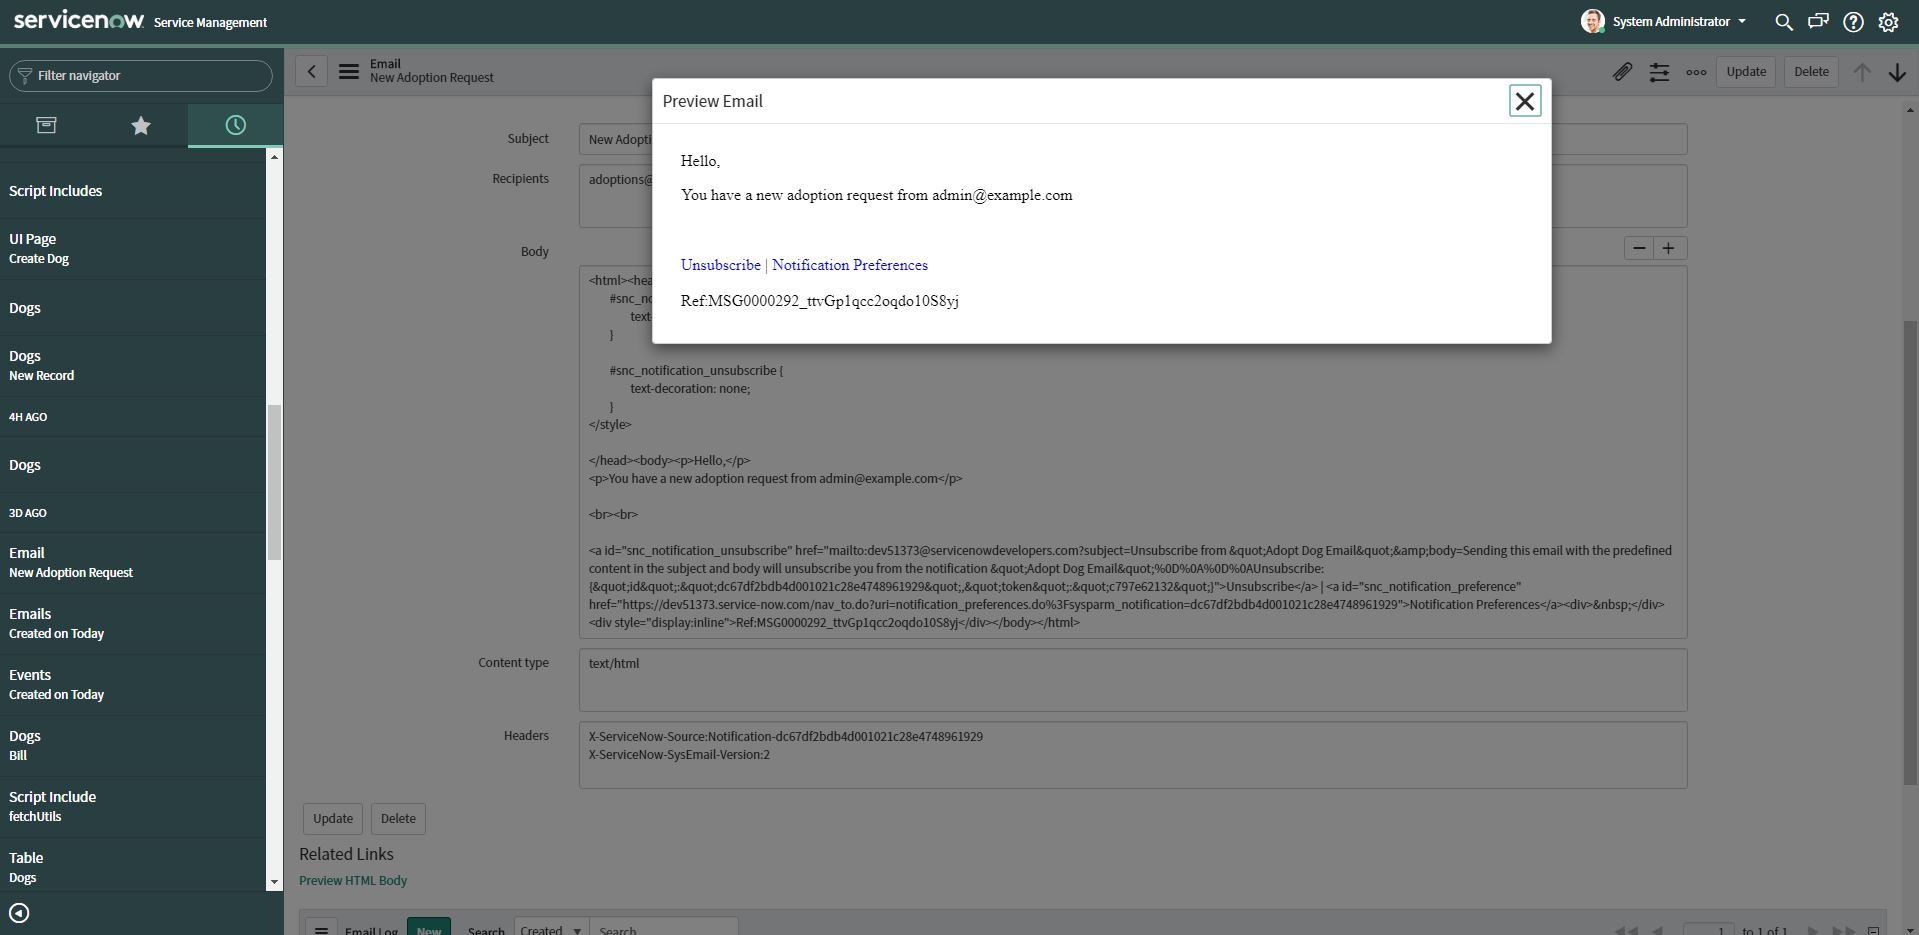 servicenow Service Management
System Administrator
Filter navigator
Script Includes
UI Page
Create Dog
Dogs
Dogs
New Record
4H AGO
Dogs
3D AGO
Email
New Adoption Request
Emails
Created on Today
Events
Created on Today
Dogs
Bill
Script Include
fetchUtils
Table
Dogs
Email
New Adoption Request
Update
Delete
Preview Email
Hello,
You have a new adoption request from admin@example.com
Unsubscribe | Notification Preferences
Ref:MSG0000292_ttvGp1qcc2oqdo10S8yj
Subject
New Adopti
Recipients
adoptions@
Body
<html><hea
#snc_no
text-
}
#snc_notification_unsubscribe {
text-decoration: none;
}
</style>
</head><body><p>Hello,</p>
<p>You have a new adoption request from admin@example.com</p>
<br><br>
<a id="snc_notification_unsubscribe" href="mailto:dev51373@servicenowdevelopers.com?subject=Unsubscribe from &quot;Adopt Dog Email&quot;&amp;body=Sending this email with the predefined
content in the subject and body will unsubscribe you from the notification &quot;Adopt Dog Email&quot;%0D%0A%0D%0AUnsubscribe:
{&quot;id&quot;:&quot;dc67df2bdb4d001021c28e4748961929&quot;,&quot;token&quot;:&quot;c797e62132&quot;}">Unsubscribe</a> | <a id="snc_notification_preference"
href="https://dev51373.service-now.com/nav_to.do?uri=notification_preferences.do%3Fsysparm_notification=dc67df2bdb4d001021c28e4748961929">Notification Preferences</a><div>&nbsp;</div>
<div style="display:inline">Ref:MSG0000292_ttvGp1qcc2oqdo10S8yj</div></body></html>
Content type
text/html
Headers
X-ServiceNow-Source:Notification-dc67df2bdb4d001021c28e4748961929
X-ServiceNow-SysEmail-Version:2
Update
Delete
Related Links
Preview HTML Body
Email Log New Search Created Search 1 to 1 of 1